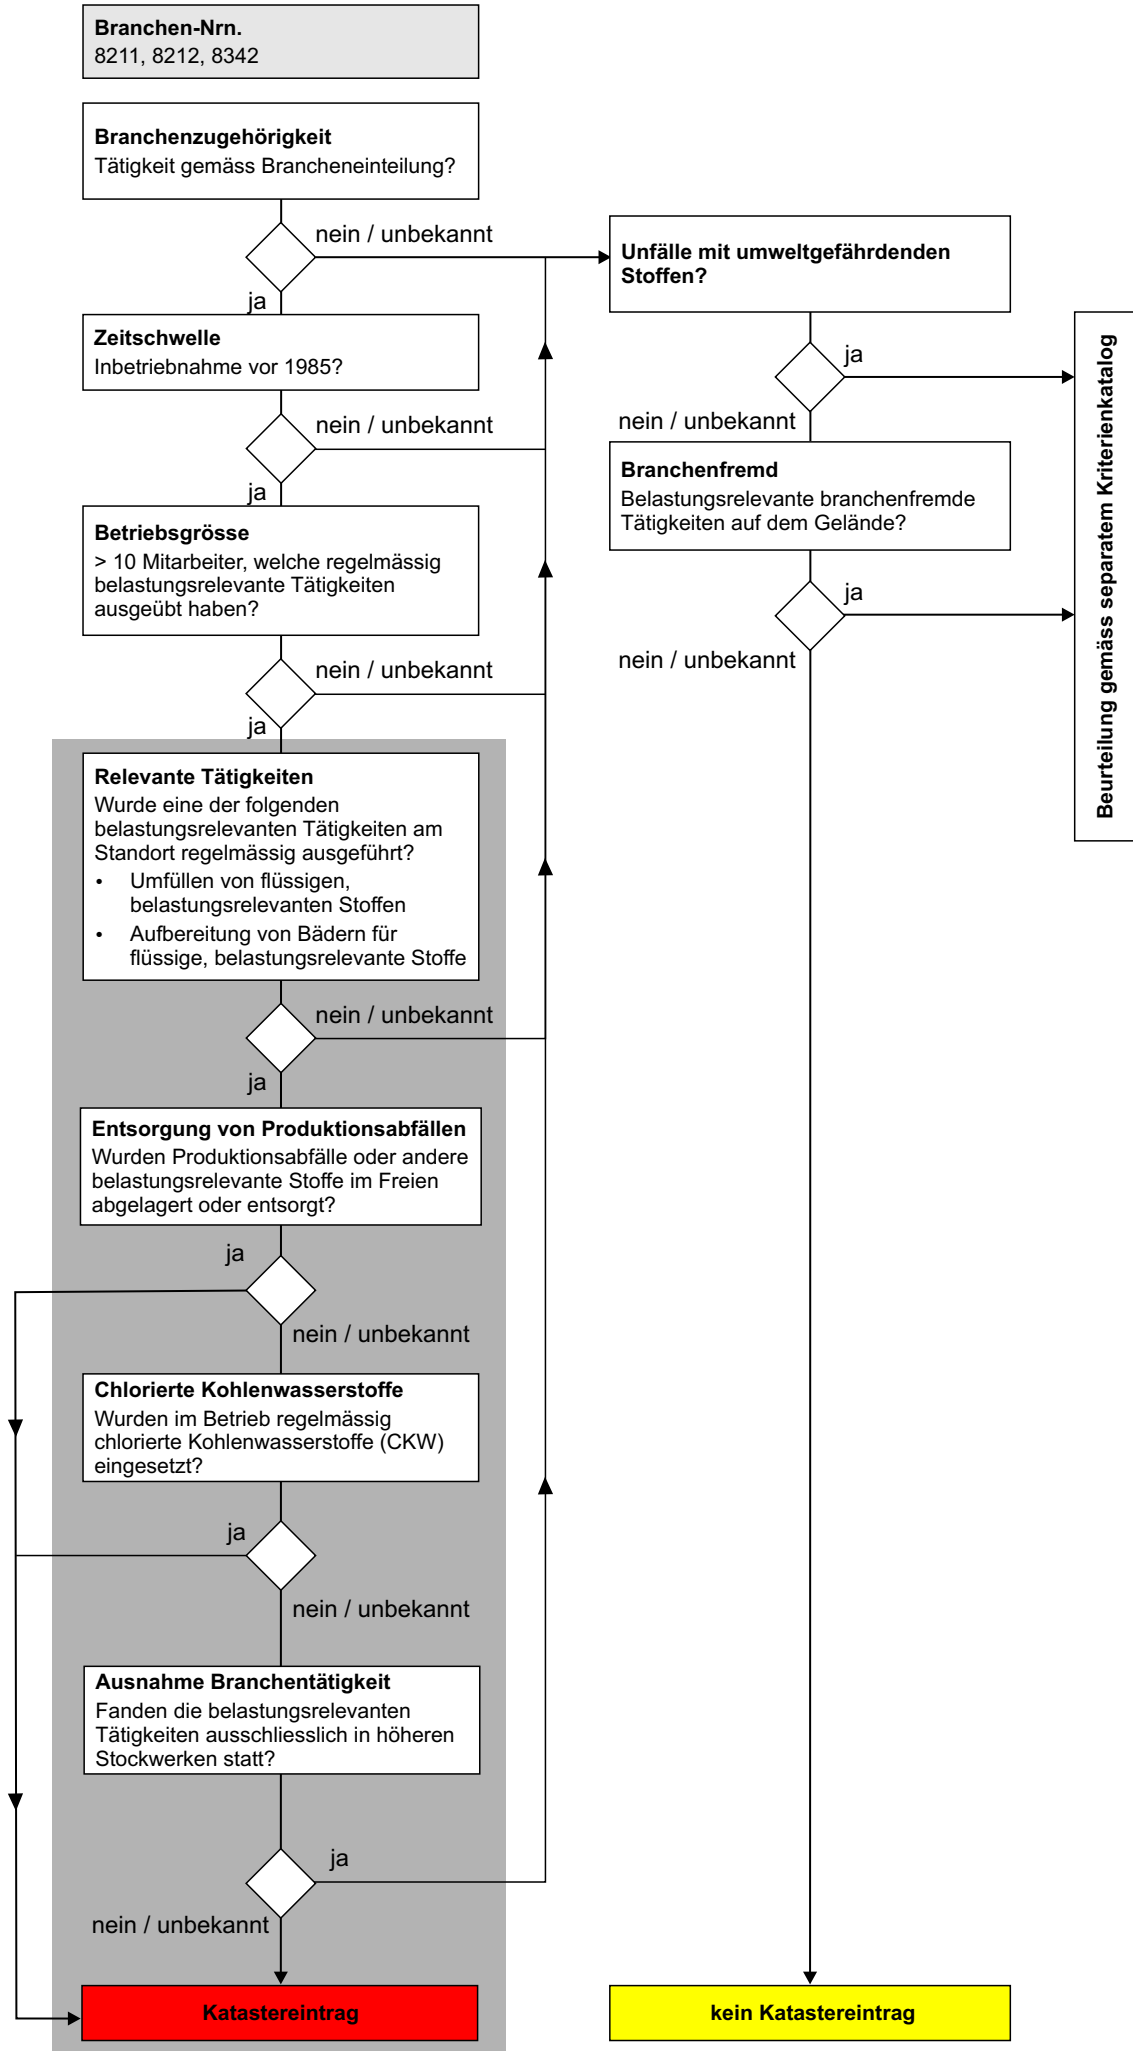 Branchen-Nrn.
8211, 8212, 8342
Branchenzugehörigkeit
Tätigkeit gemäss Brancheneinteilung?
nein / unbekannt
ja
Zeitschwelle
Inbetriebnahme vor 1985?
nein / unbekannt
ja
Betriebsgrösse
> 10 Mitarbeiter, welche regelmässig
belastungsrelevante Tätigkeiten
ausgeübt haben?
nein / unbekannt
ja
Relevante Tätigkeiten
Wurde eine der folgenden
belastungsrelevanten Tätigkeiten am
Standort regelmässig ausgeführt?
• Umfüllen von flüssigen,
belastungsrelevanten Stoffen
• Aufbereitung von Bädern für
flüssige, belastungsrelevante Stoffe
nein / unbekannt
ja
Entsorgung von Produktionsabfällen
Wurden Produktionsabfälle oder andere
belastungsrelevante Stoffe im Freien
abgelagert oder entsorgt?
ja
nein / unbekannt
Chlorierte Kohlenwasserstoffe
Wurden im Betrieb regelmässig
chlorierte Kohlenwasserstoffe (CKW)
eingesetzt?
ja
nein / unbekannt
Ausnahme Branchentätigkeit
Fanden die belastungsrelevanten
Tätigkeiten ausschliesslich in höheren
Stockwerken statt?
ja
nein / unbekannt
Katastereintrag
Unfälle mit umweltgefährdenden
Stoffen?
ja
nein / unbekannt
Branchenfremd
Belastungsrelevante branchenfremde
Tätigkeiten auf dem Gelände?
ja
nein / unbekannt
kein Katastereintrag
Beurteilung gemäss separatem Kriterienkatalog